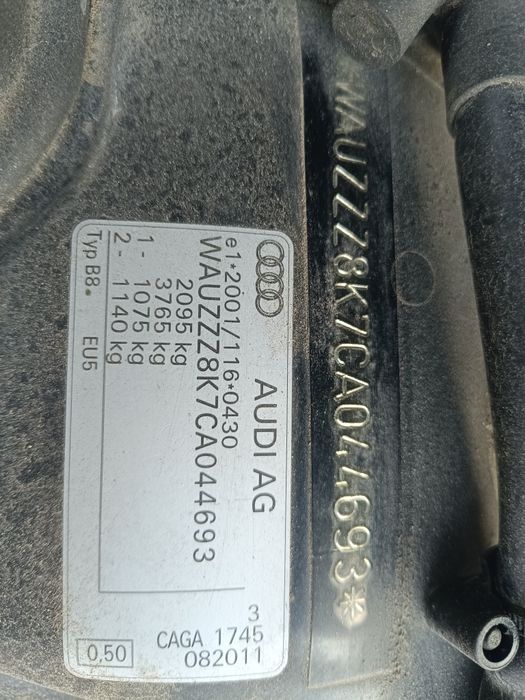 *WAUZZZ8K7CA044693*
AUDI AG
e1*2001/116*0430
WAUZZZ8K7CA044693
2095 kg
3765 kg
1- 1075 kg
2- 1140 kg
Typ B8*
EU5
3
CAGA 1745
082011
0,50